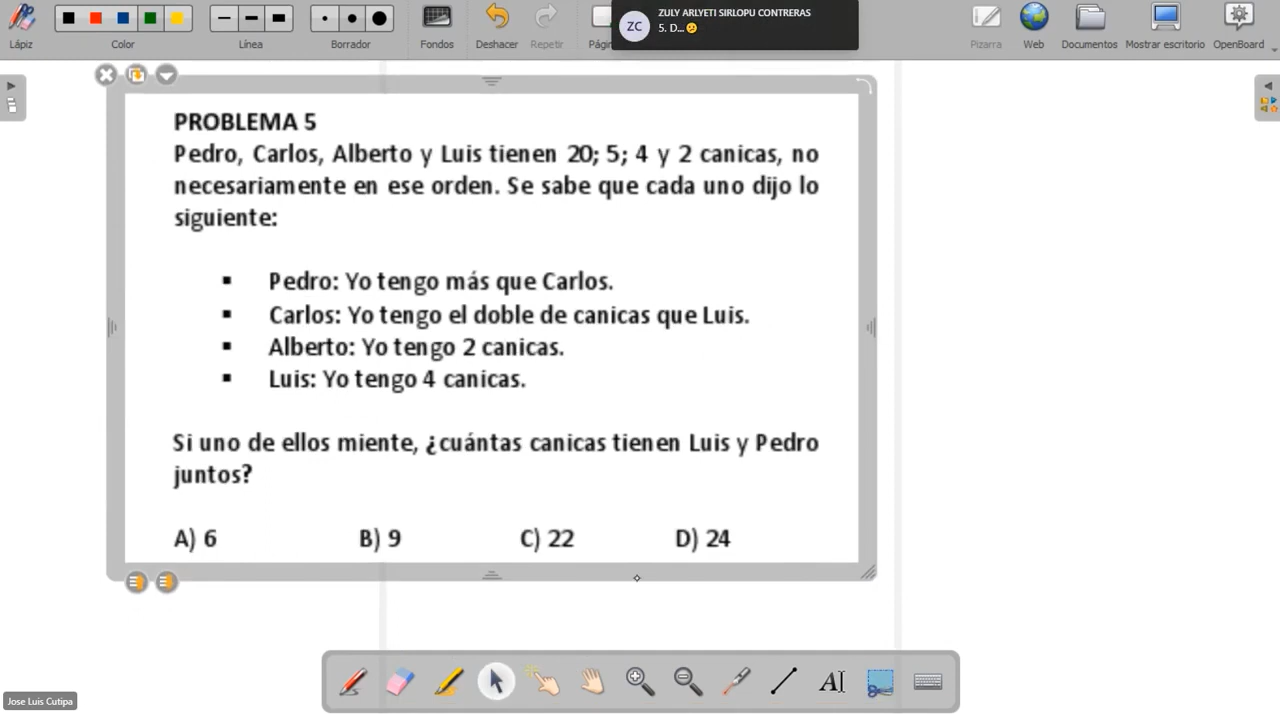 Lápiz
Color
Línea
Borrador
Fondos
Deshacer
Repetir
ZC
ZULY ARLYETI SIRLOPU CONTRERAS
5. D...
Pizarra
Web
Documentos
Mostrar escritorio
OpenBoard
PROBLEMA 5
Pedro, Carlos, Alberto y Luis tienen 20; 5; 4 y 2 canicas, no
necesariamente en ese orden. Se sabe que cada uno dijo lo
siguiente:
▪ Pedro: Yo tengo más que Carlos.
▪ Carlos: Yo tengo el doble de canicas que Luis.
▪ Alberto: Yo tengo 2 canicas.
▪ Luis: Yo tengo 4 canicas.
Si uno de ellos miente, ¿cuántas canicas tienen Luis y Pedro
juntos?
A) 6 B) 9 C) 22 D) 24
AI
Jose Luis Cutipa